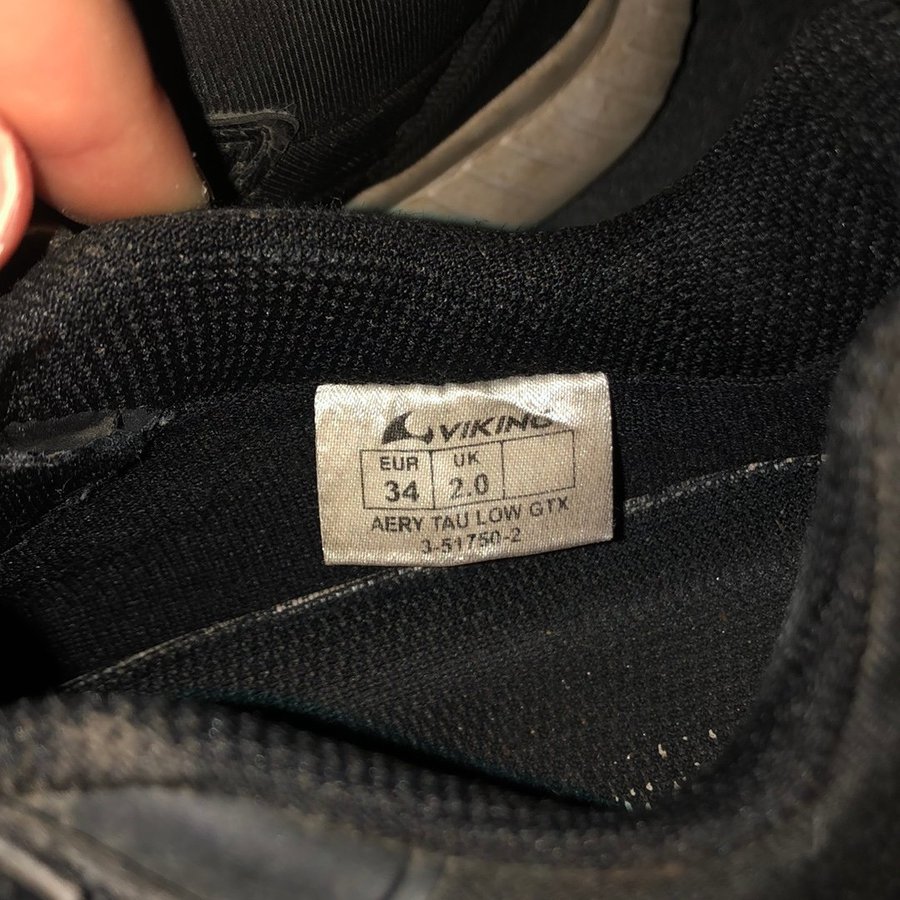 VIKING
EUR UK
34 2.0
AERY TAU LOW GTX
3-51750-2